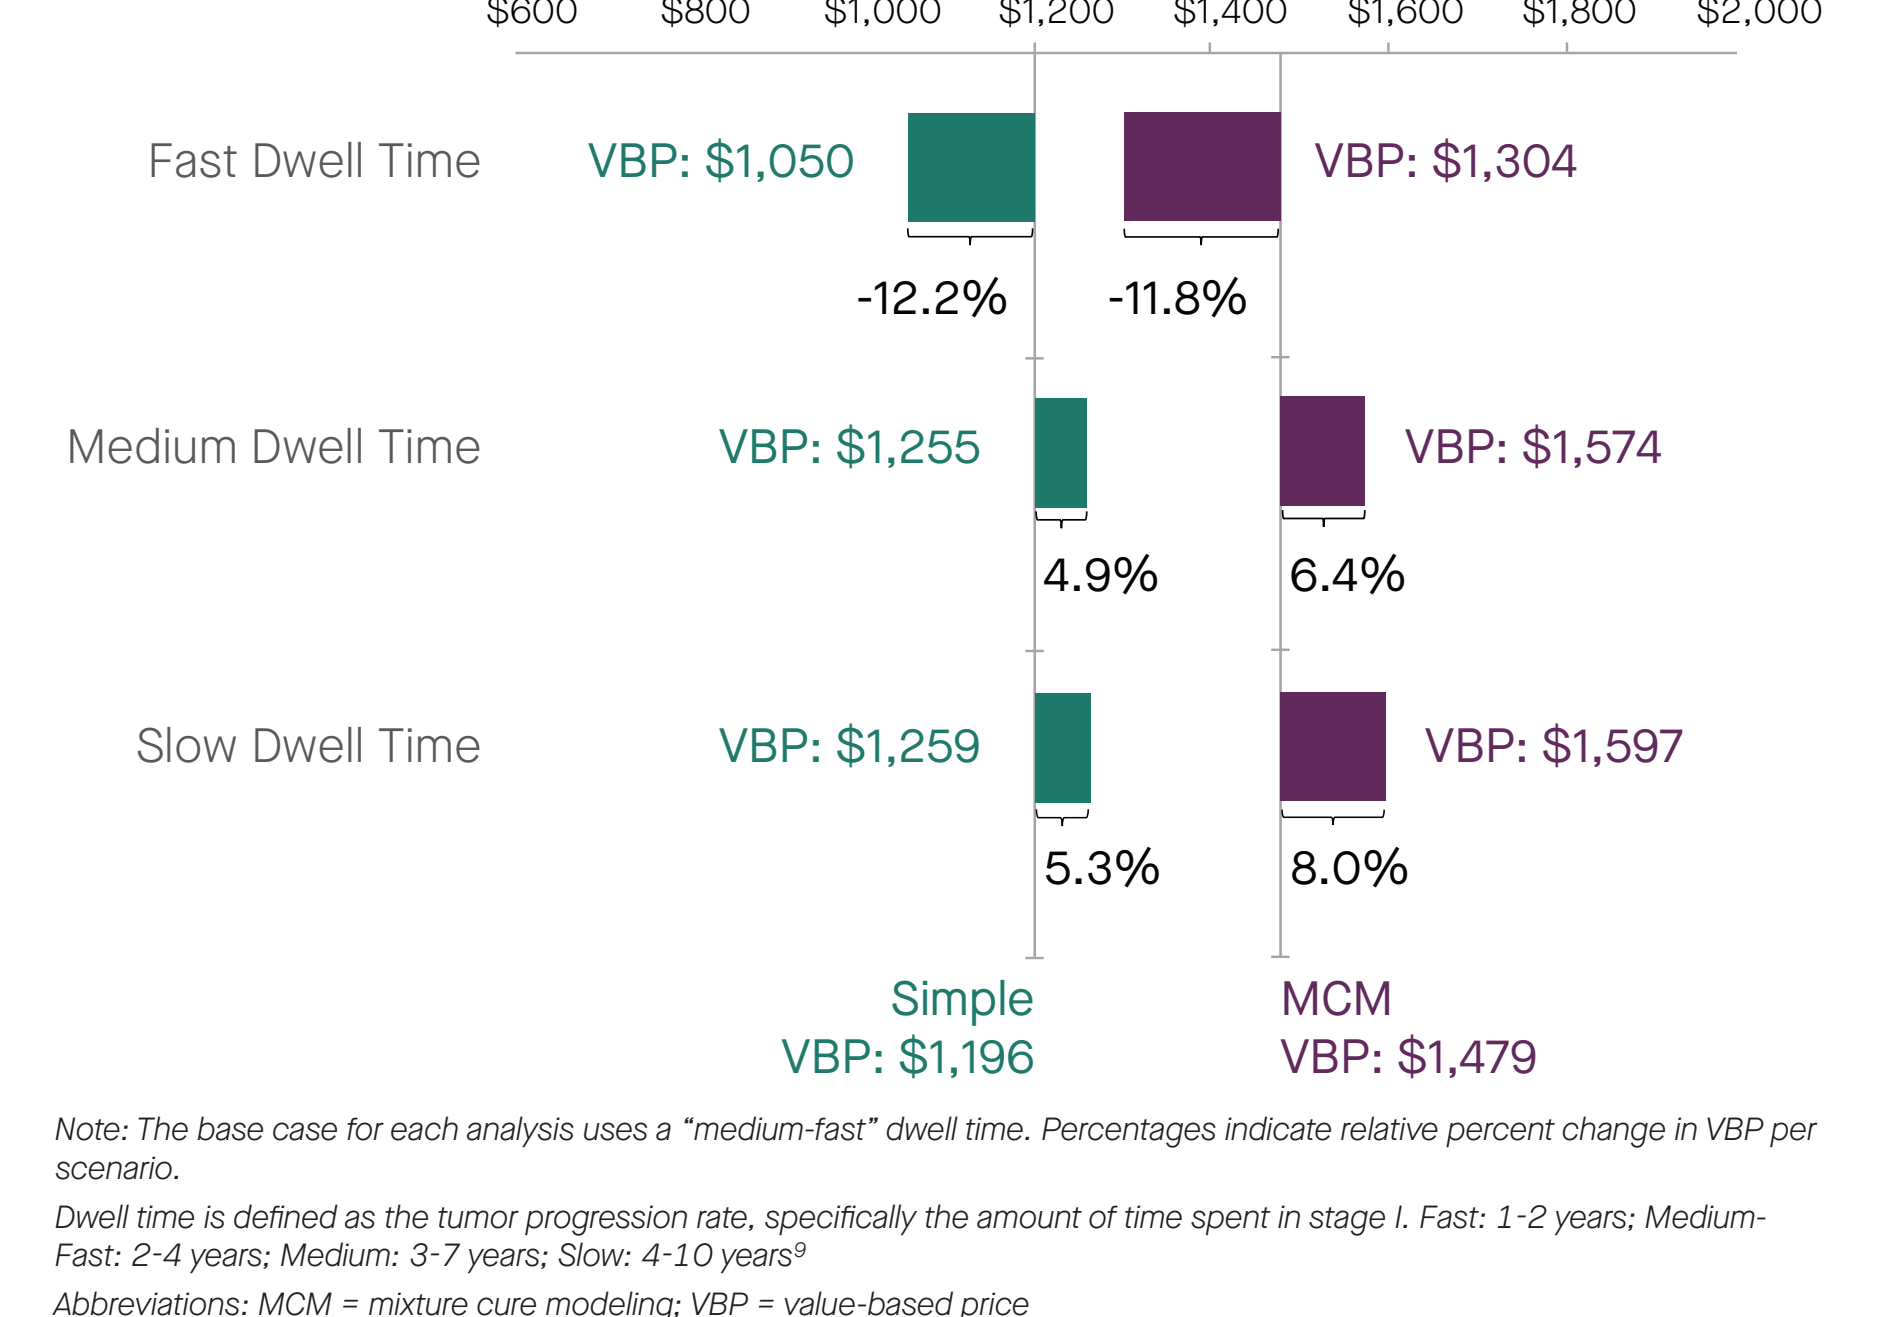 $600 $800 $1,000 $1,200 $1,400 $1,600 $1,800 $2,000
Fast Dwell Time VBP: $1,050 VBP: $1,304
-12.2% -11.8%
Medium Dwell Time VBP: $1,255 VBP: $1,574
4.9% 6.4%
Slow Dwell Time VBP: $1,259 VBP: $1,597
5.3% 8.0%
Simple MCM
VBP: $1,196 VBP: $1,479
Note: The base case for each analysis uses a “medium-fast” dwell time. Percentages indicate relative percent change in VBP per
scenario.
Dwell time is defined as the tumor progression rate, specifically the amount of time spent in stage I. Fast: 1-2 years; Medium-
Fast: 2-4 years; Medium: 3-7 years; Slow: 4-10 years⁹
Abbreviations: MCM = mixture cure modeling; VBP = value-based price